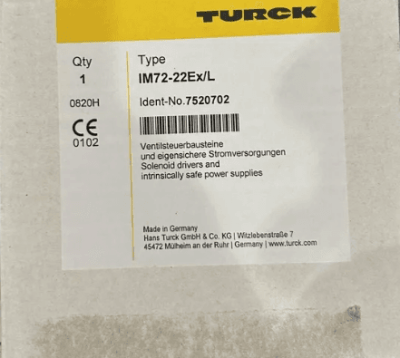 TURCK
Qty
1
0820H
CE
0102
Type
IM72-22Ex/L
Ident-No.7520702
Ventilsteuerbausteine
und eigensichere Stromversorgungen
Solenoid drivers and
intrinsically safe power supplies
Made in Germany
Hans Turck GmbH & Co. KG | Witzlebenstraße 7
45472 Mülheim an der Ruhr | Germany | www.turck.com